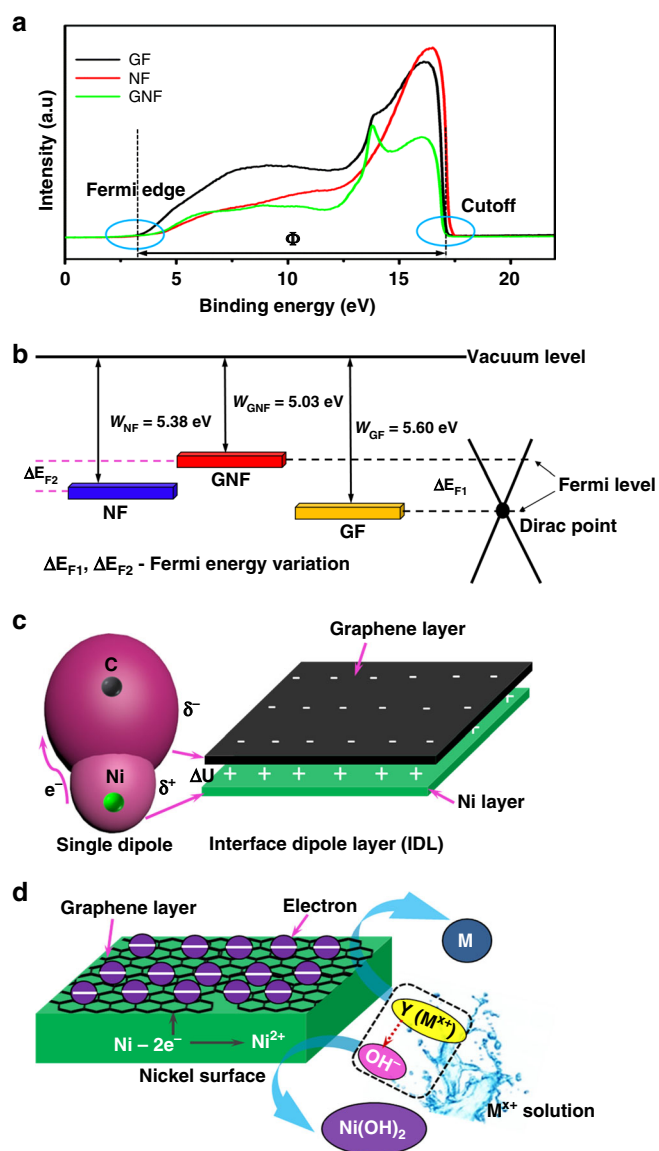 a
GF
NF
GNF
Intensity (a.u)
Fermi edge
Cutoff
Φ
0 5 10 15 20
Binding energy (eV)
b
Vacuum level
W_NF = 5.38 eV
W_GNF = 5.03 eV
W_GF = 5.60 eV
ΔE_F2
GNF
NF
GF
ΔE_F1
Fermi level
Dirac point
ΔE_F1, ΔE_F2 - Fermi energy variation
c
Graphene layer
C
δ⁻
- - - - - -
- - - - - -
- - - - - -
Ni
e⁻
δ⁺
ΔU
+ + + + + +
Ni layer
Single dipole
Interface dipole layer (IDL)
d
Graphene layer
Electron
M
Y (Mˣ⁺)
OH⁻
Ni – 2e⁻
Ni²⁺
Nickel surface
Mˣ⁺ solution
Ni(OH)₂